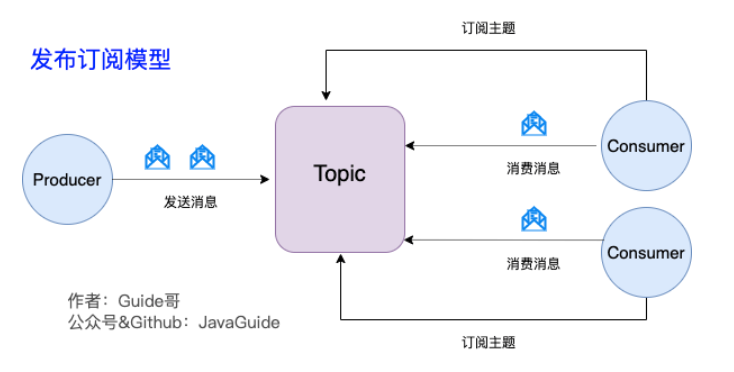 订阅主题
发布订阅模型
Producer
发送消息
Topic
消费消息
Consumer
消费消息
Consumer
作者：Guide哥
公众号&Github：JavaGuide
订阅主题